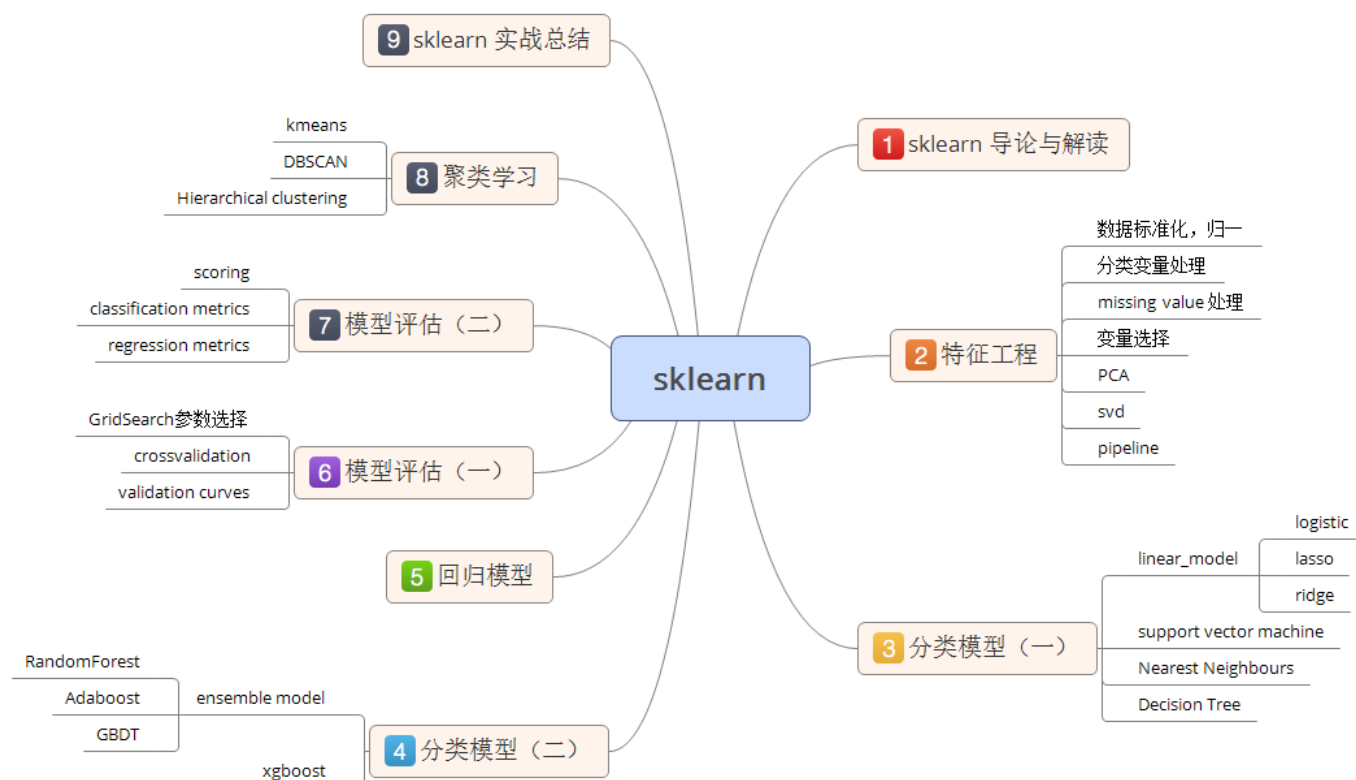 sklearn
1 sklearn 导论与解读
2 特征工程
数据标准化，归一
分类变量处理
missing value 处理
变量选择
PCA
svd
pipeline
3 分类模型（一）
linear_model
logistic
lasso
ridge
support vector machine
Nearest Neighbours
Decision Tree
4 分类模型（二）
ensemble model
RandomForest
Adaboost
GBDT
xgboost
5 回归模型
6 模型评估（一）
GridSearch参数选择
crossvalidation
validation curves
7 模型评估（二）
scoring
classification metrics
regression metrics
8 聚类学习
kmeans
DBSCAN
Hierarchical clustering
9 sklearn 实战总结